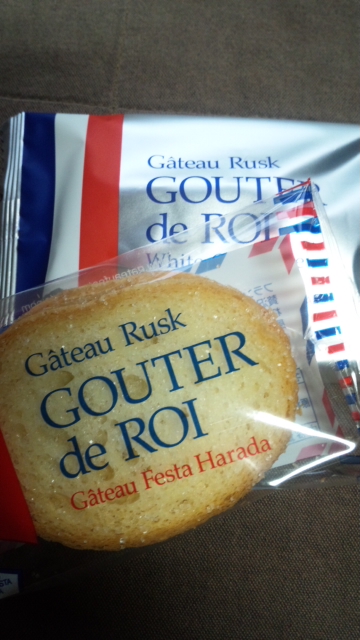 Gâteau Rusk
GOUTER
de ROI
White
Gâteau Rusk
GOUTER
de ROI
Gâteau Festa Harada